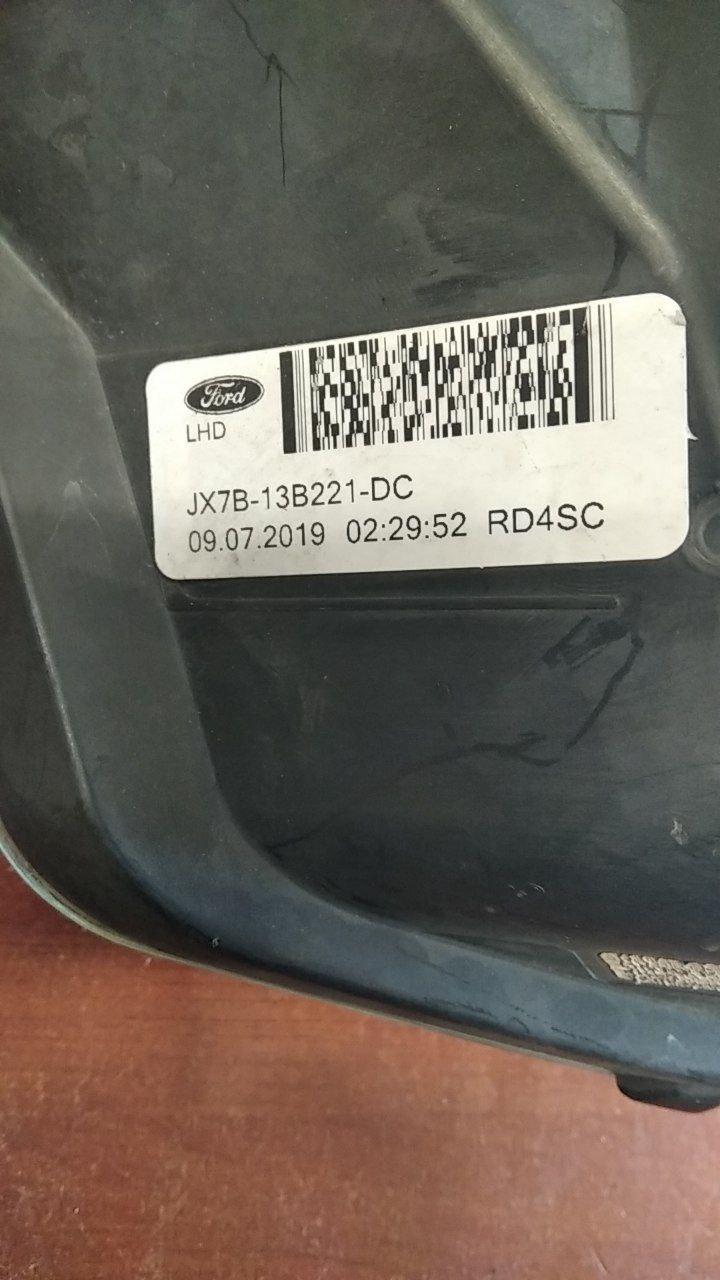 Ford
LHD
JX7B-13B221-DC
09.07.2019 02:29:52 RD4SC